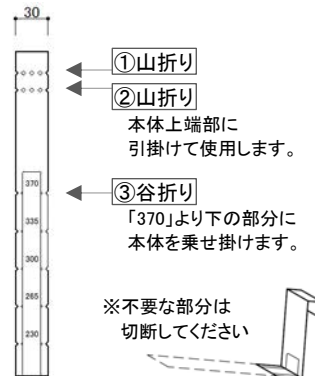 30
①山折り
②山折り
本体上端部に
引掛けて使用します。
③谷折り
「370」より下の部分に
本体を乗せ掛けます。
370
335
300
265
230
※不要な部分は
切断してください